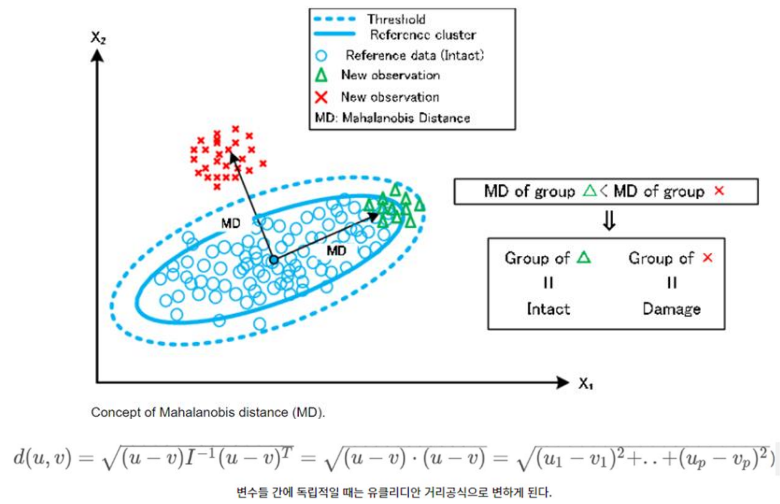 Threshold
Reference cluster
Reference data (Intact)
New observation
New observation
MD: Mahalanobis Distance
X₂
MD
MD
MD of group △ < MD of group ×
⇓
Group of △ Group of ×
= =
Intact Damage
X₁
Concept of Mahalanobis distance (MD).
d(u, v) = √((u − v)I⁻¹(u − v)ᵀ) = √((u − v) · (u − v)) = √((u₁ − v₁)²+..+(uₚ − vₚ)²))
변수들 간에 독립적일 때는 유클리디안 거리공식으로 변하게 된다.